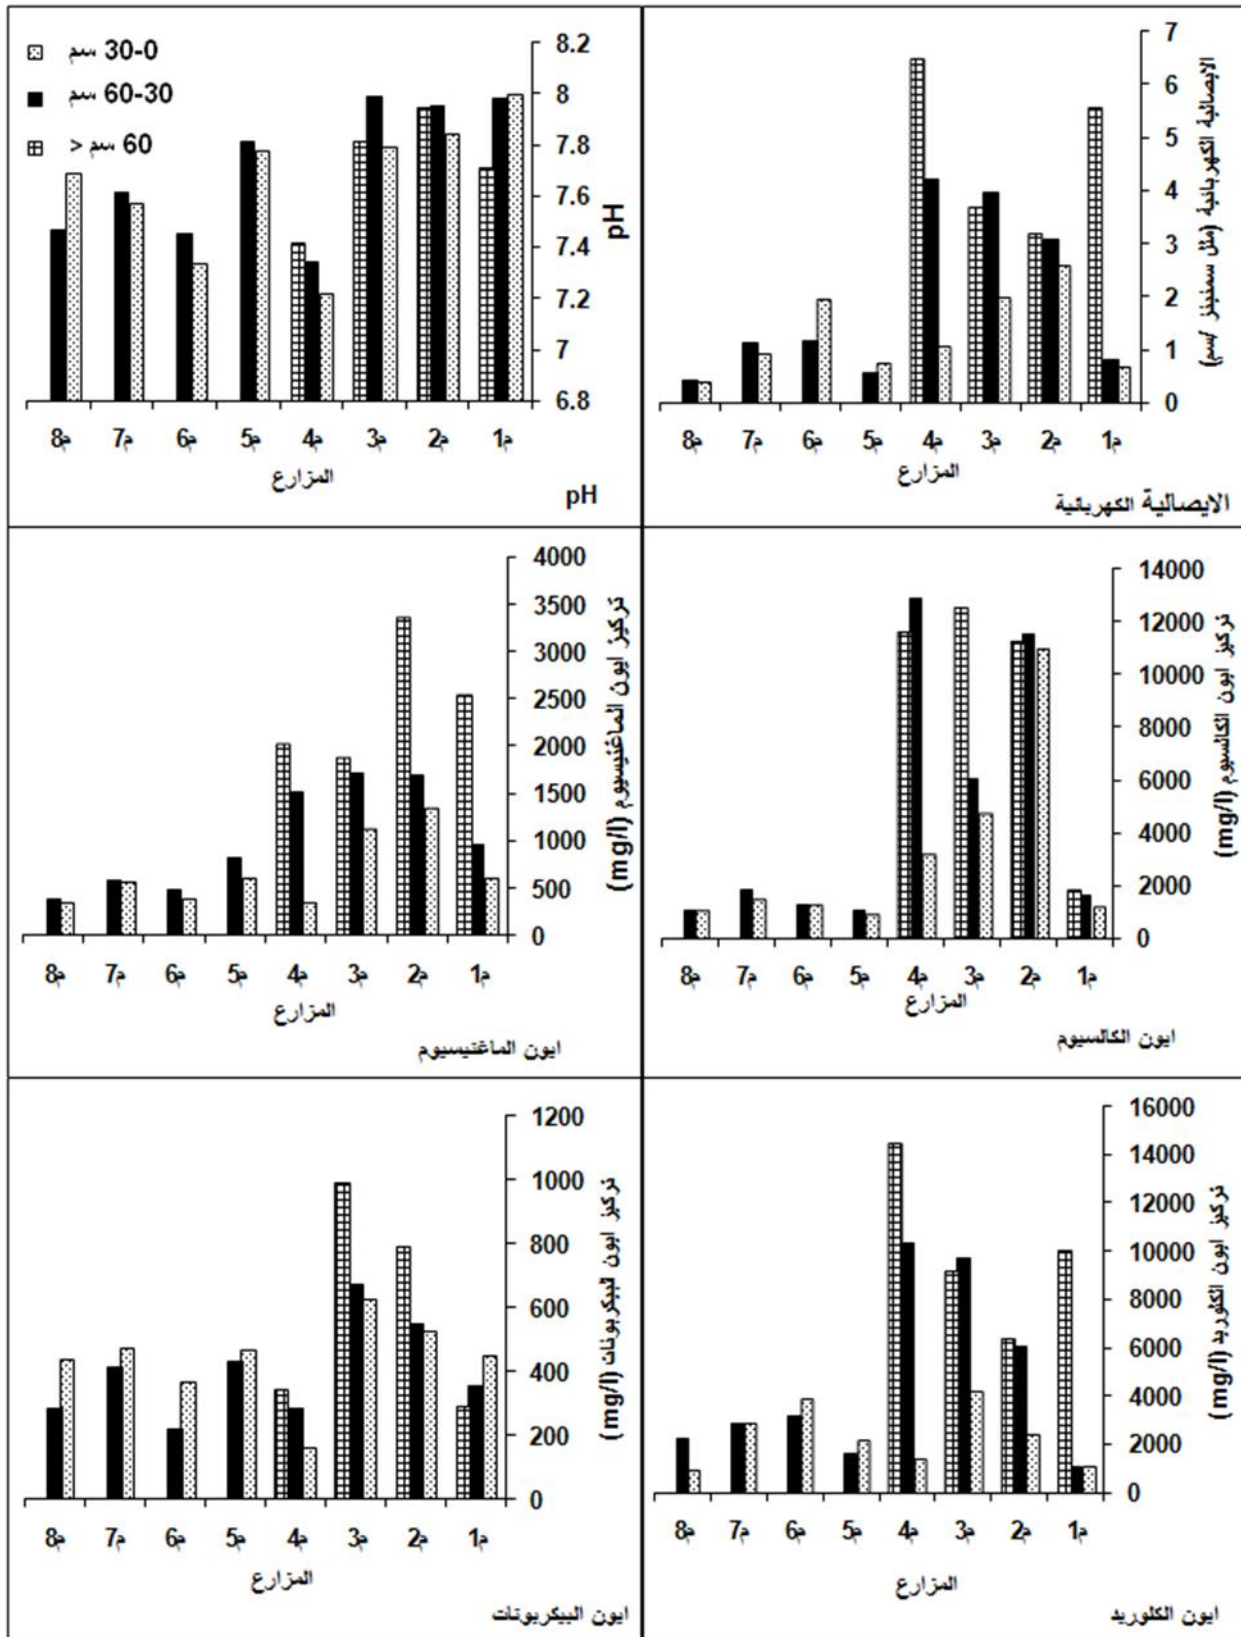 الايصالية الكهربائية (مللي سمنيز /سم)
7
6
5
4
3
2
1
0
م1 م2 م3 م4 م5 م6 م7 م8
المزارع
الايصالية الكهربائية
30-0 سم
60-30 سم
> 60 سم
pH
8.2
8
7.8
7.6
7.4
7.2
7
6.8
م1 م2 م3 م4 م5 م6 م7 م8
المزارع
pH
تركيز ايون الكالسيوم (mg/l)
14000
12000
10000
8000
6000
4000
2000
0
م1 م2 م3 م4 م5 م6 م7 م8
المزارع
ايون الكالسيوم
تركيز ايون الماغنيسيوم (mg/l)
4000
3500
3000
2500
2000
1500
1000
500
0
م1 م2 م3 م4 م5 م6 م7 م8
المزارع
ايون الماغنيسيوم
تركيز ايون الكلوريد (mg/l)
16000
14000
12000
10000
8000
6000
4000
2000
0
م1 م2 م3 م4 م5 م6 م7 م8
المزارع
ايون الكلوريد
تركيز ايون البيكربونات (mg/l)
1200
1000
800
600
400
200
0
م1 م2 م3 م4 م5 م6 م7 م8
المزارع
ايون البيكربونات